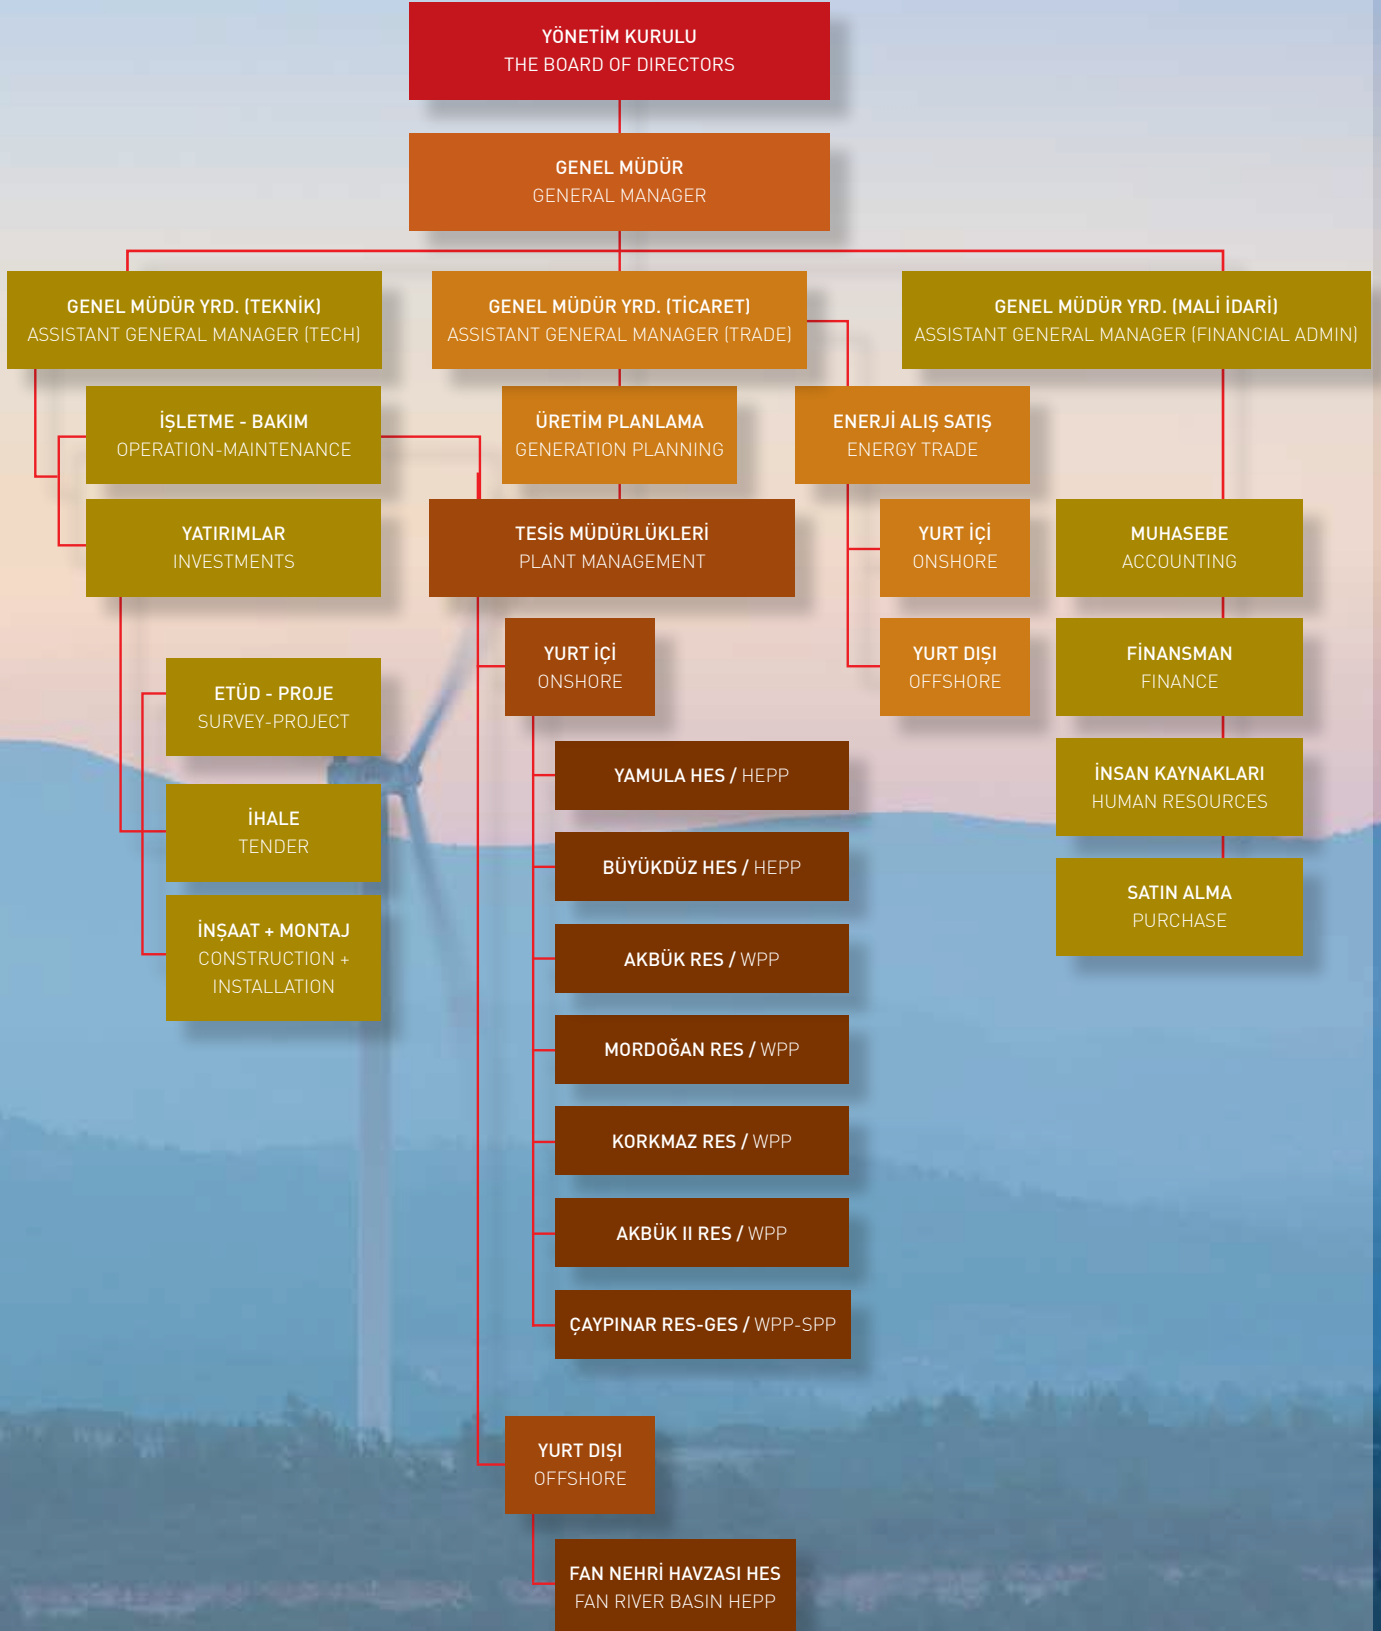 YÖNETİM KURULU
THE BOARD OF DIRECTORS
GENEL MÜDÜR
GENERAL MANAGER
GENEL MÜDÜR YRD. (TEKNİK)
ASSISTANT GENERAL MANAGER (TECH)
GENEL MÜDÜR YRD. (TİCARET)
ASSISTANT GENERAL MANAGER (TRADE)
GENEL MÜDÜR YRD. (MALİ İDARİ)
ASSISTANT GENERAL MANAGER (FINANCIAL ADMIN)
İŞLETME - BAKIM
OPERATION-MAINTENANCE
ÜRETİM PLANLAMA
GENERATION PLANNING
ENERJİ ALIŞ SATIŞ
ENERGY TRADE
YATIRIMLAR
INVESTMENTS
TESİS MÜDÜRLÜKLERİ
PLANT MANAGEMENT
YURT İÇİ
ONSHORE
MUHASEBE
ACCOUNTING
YURT İÇİ
ONSHORE
YURT DIŞI
OFFSHORE
FİNANSMAN
FINANCE
ETÜD - PROJE
SURVEY-PROJECT
YAMULA HES / HEPP
İNSAN KAYNAKLARI
HUMAN RESOURCES
İHALE
TENDER
BÜYÜKDÜZ HES / HEPP
SATIN ALMA
PURCHASE
İNŞAAT + MONTAJ
CONSTRUCTION +
INSTALLATION
AKBÜK RES / WPP
MORDOĞAN RES / WPP
KORKMAZ RES / WPP
AKBÜK II RES / WPP
ÇAYPINAR RES-GES / WPP-SPP
YURT DIŞI
OFFSHORE
FAN NEHRİ HAVZASI HES
FAN RIVER BASIN HEPP